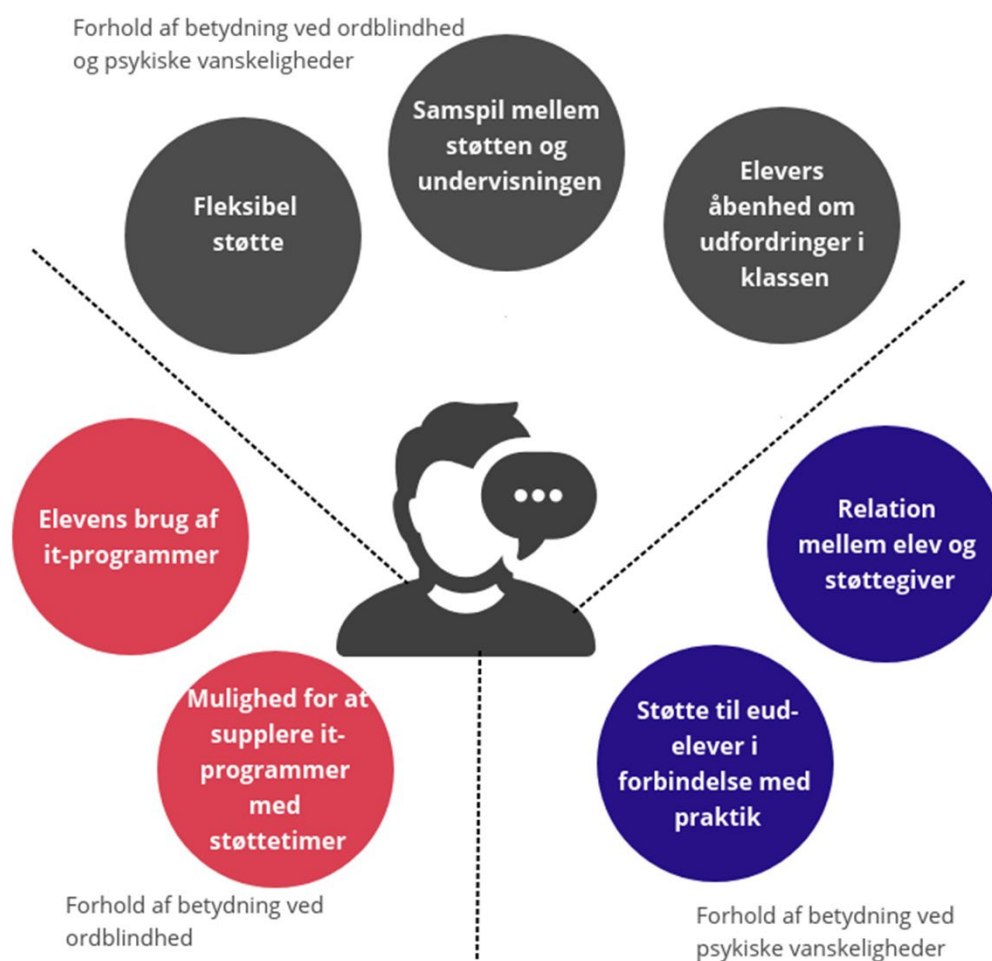 Forhold af betydning ved ordblindhed
og psykiske vanskeligheder
Samspil mellem
støtten og
undervisningen
Fleksibel
støtte
Elevers
åbenhed om
udfordringer i
klassen
Elevens brug af
it-programmer
Relation
mellem elev og
støttegiver
Mulighed for at
supplere it-
programmer
med
støttetimer
Støtte til eud-
elever i
forbindelse med
praktik
Forhold af betydning ved
ordblindhed
Forhold af betydning ved
psykiske vanskeligheder